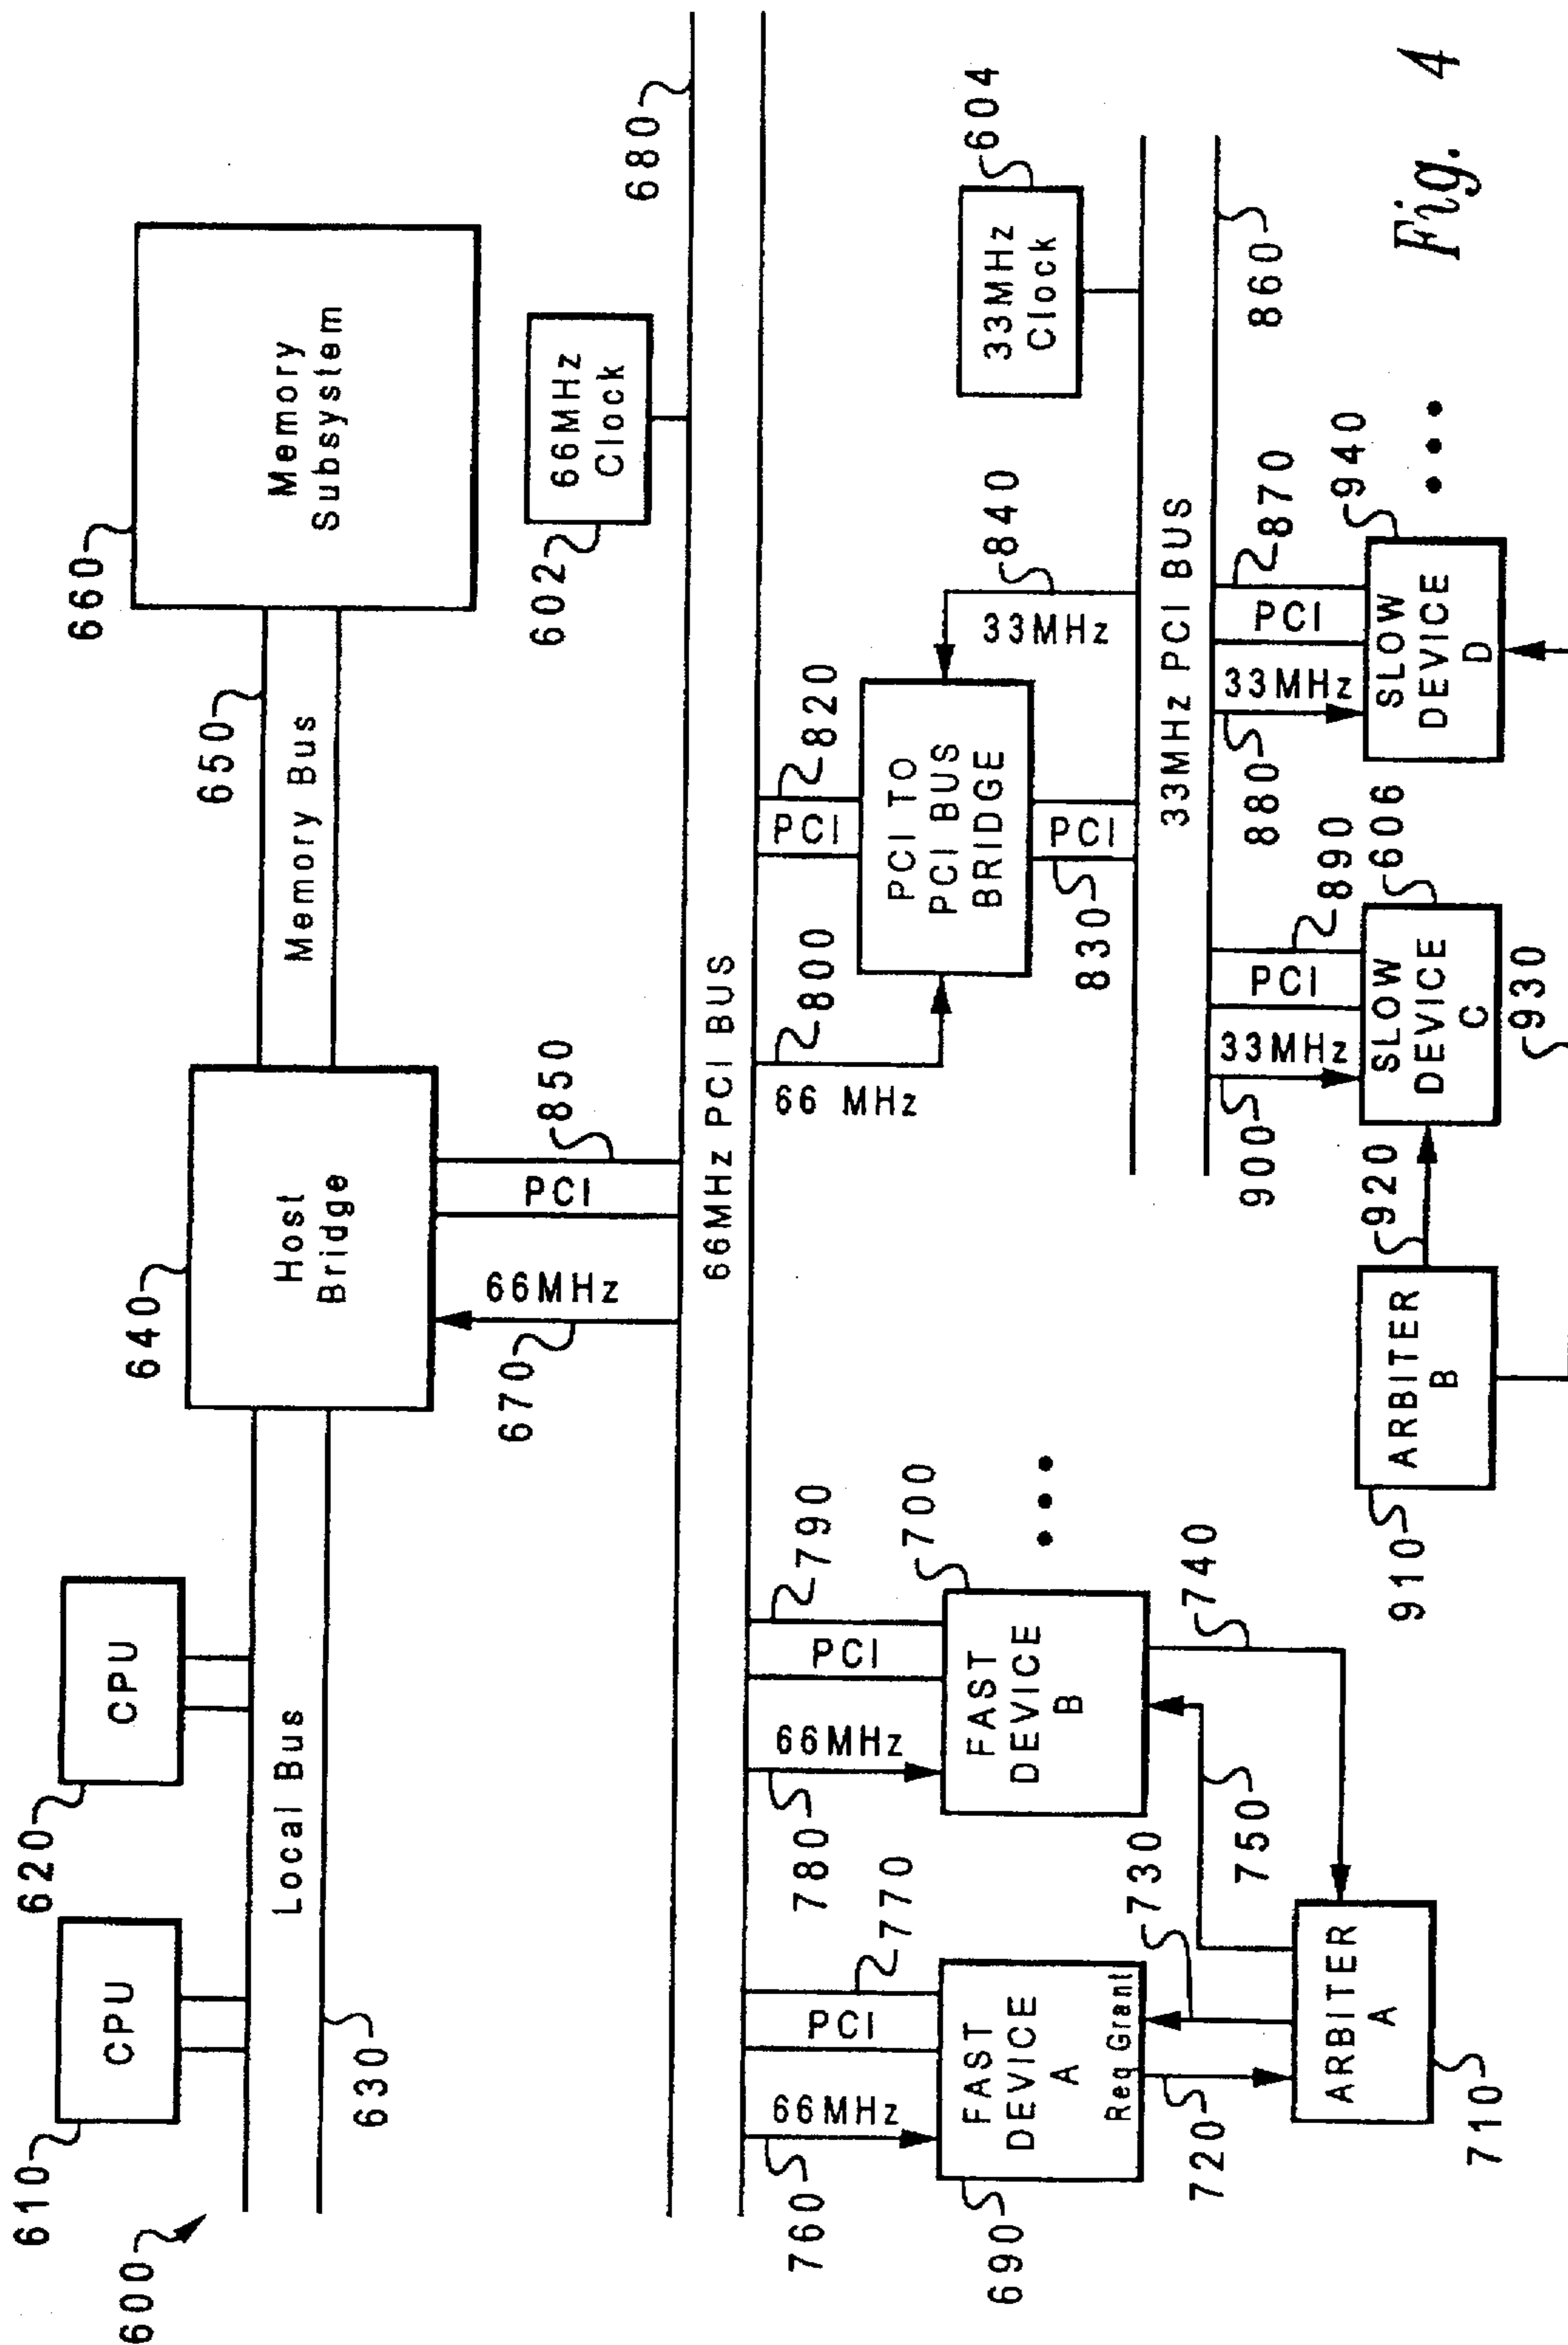 600
610
CPU
620
CPU
630
Local Bus
640
Host
Bridge
650
Memory Bus
660
Memory
Subsystem
670
66MHz
PCI
850
602
66MHz
Clock
680
66MHz PCI BUS
760
66MHz
PCI
770
780
66MHz
PCI
790
800
66 MHz
PCI
820
690
FAST
DEVICE
A
Req Grant
FAST
DEVICE
B
700
• • •
PCI TO
PCI BUS
BRIDGE
33MHz
840
33MHz
Clock
604
830
PCI
33MHz PCI BUS
860
720
730
750
740
ARBITER
A
710
900
33MHz
PCI
890
880
33MHz
PCI
870
910
ARBITER
B
920
SLOW
DEVICE
C
606
SLOW
DEVICE
D
940
• • •
930
Fig. 4